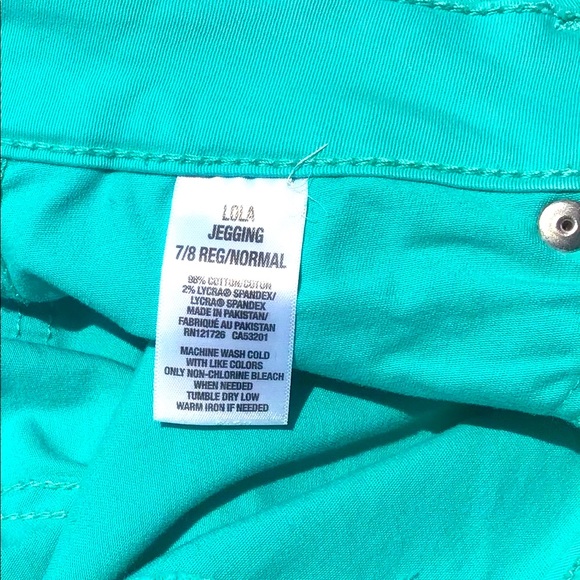 LOLA
JEGGING
7/8 REG/NORMAL
98% COTTON/COTON
2% LYCRA® SPANDEX/
LYCRA® SPANDEX
MADE IN PAKISTAN/
FABRIQUÉ AU PAKISTAN
RN121726 CA53201
MACHINE WASH COLD
WITH LIKE COLORS
ONLY NON-CHLORINE BLEACH
WHEN NEEDED
TUMBLE DRY LOW
WARM IRON IF NEEDED